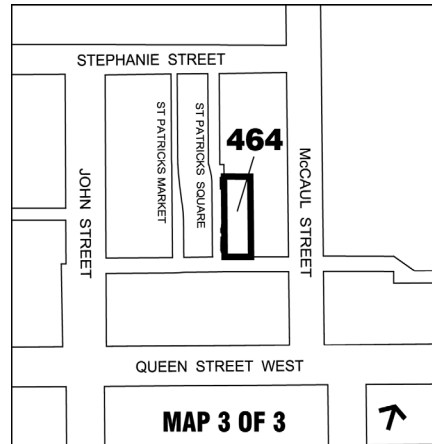 STEPHANIE STREET
ST PATRICKS MARKET
ST PATRICKS SQUARE
464
JOHN STREET
McCAUL STREET
QUEEN STREET WEST
MAP 3 OF 3